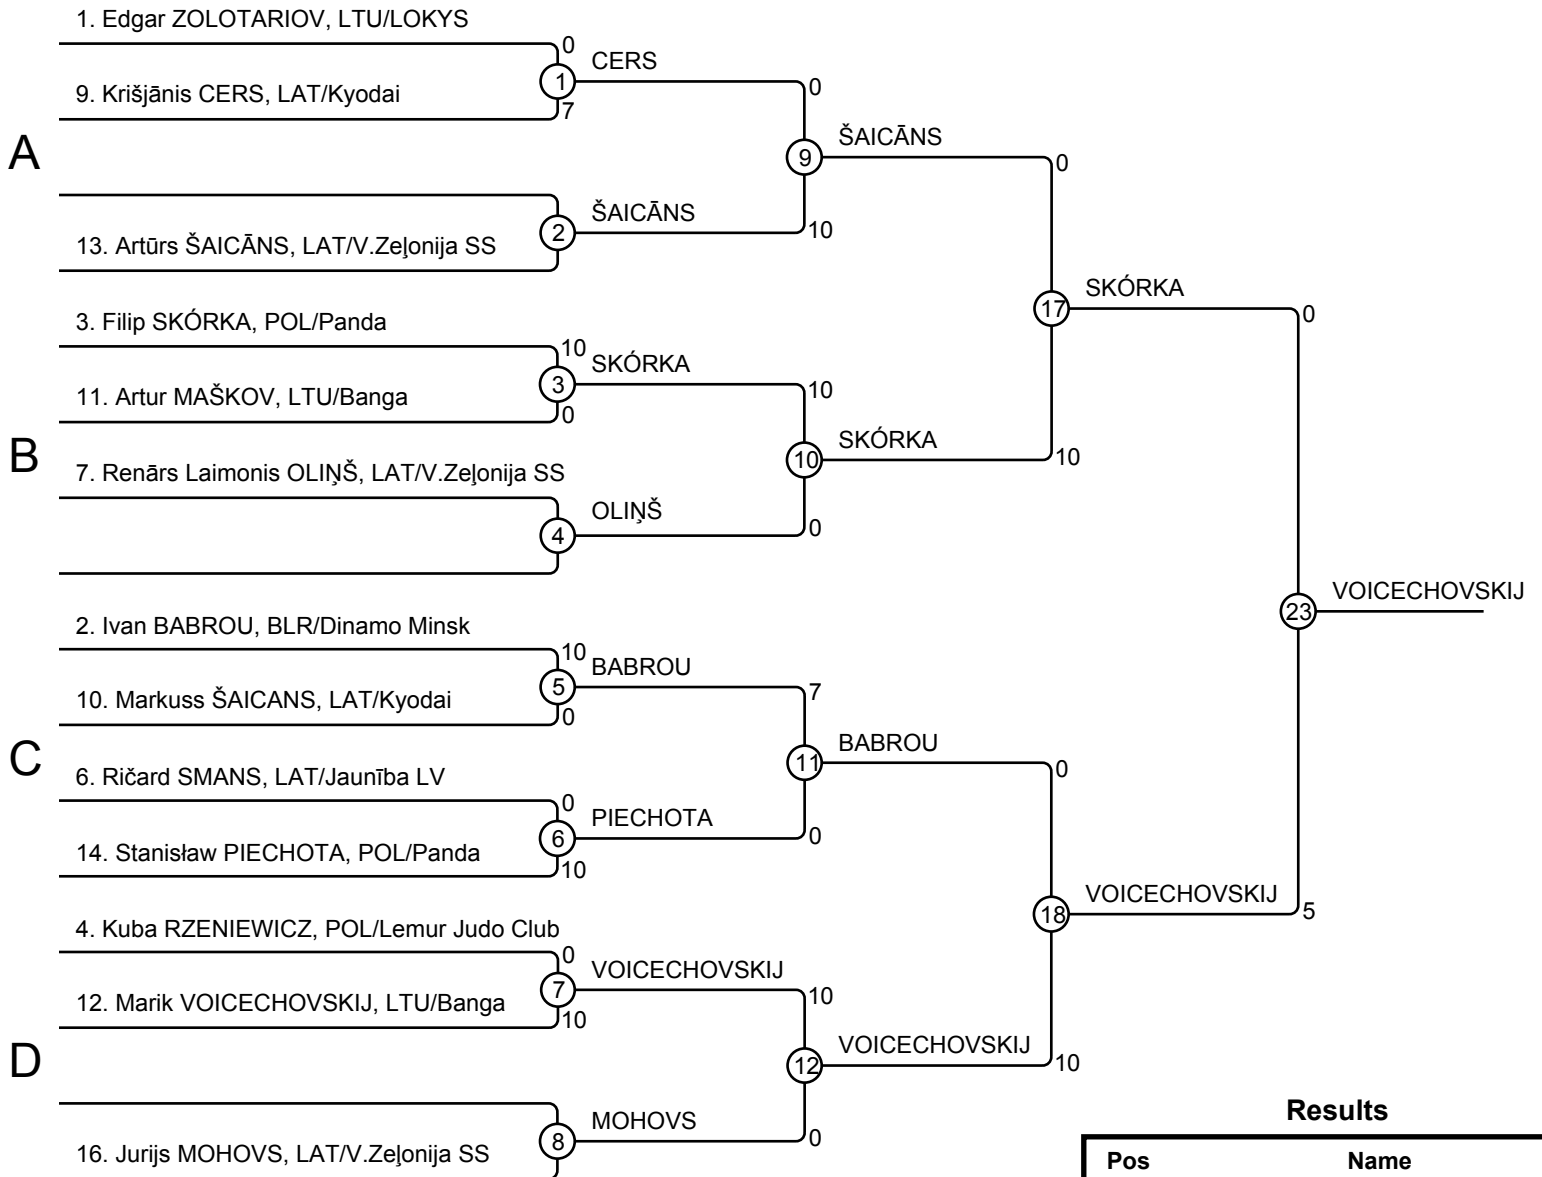 1. Edgar ZOLOTARIOV, LTU/LOKYS
0
CERS
1
0
9. Krišjānis CERS, LAT/Kyodai
7
A
ŠAICĀNS
9
0
ŠAICĀNS
2
10
13. Artūrs ŠAICĀNS, LAT/V.Zeļonija SS
SKÓRKA
17
0
3. Filip SKÓRKA, POL/Panda
10
SKÓRKA
3
10
11. Artur MAŠKOV, LTU/Banga
0
B
SKÓRKA
10
10
7. Renārs Laimonis OLIŅŠ, LAT/V.Zeļonija SS
OLIŅŠ
4
0
VOICECHOVSKIJ
23
2. Ivan BABROU, BLR/Dinamo Minsk
10
BABROU
5
7
10. Markuss ŠAICANS, LAT/Kyodai
0
C
BABROU
11
0
6. Ričard SMANS, LAT/Jaunība LV
0
PIECHOTA
6
0
14. Stanisław PIECHOTA, POL/Panda
10
VOICECHOVSKIJ
18
5
4. Kuba RZENIEWICZ, POL/Lemur Judo Club
0
VOICECHOVSKIJ
7
10
12. Marik VOICECHOVSKIJ, LTU/Banga
10
D
VOICECHOVSKIJ
12
10
MOHOVS
8
0
16. Jurijs MOHOVS, LAT/V.Zeļonija SS
Results
Pos Name